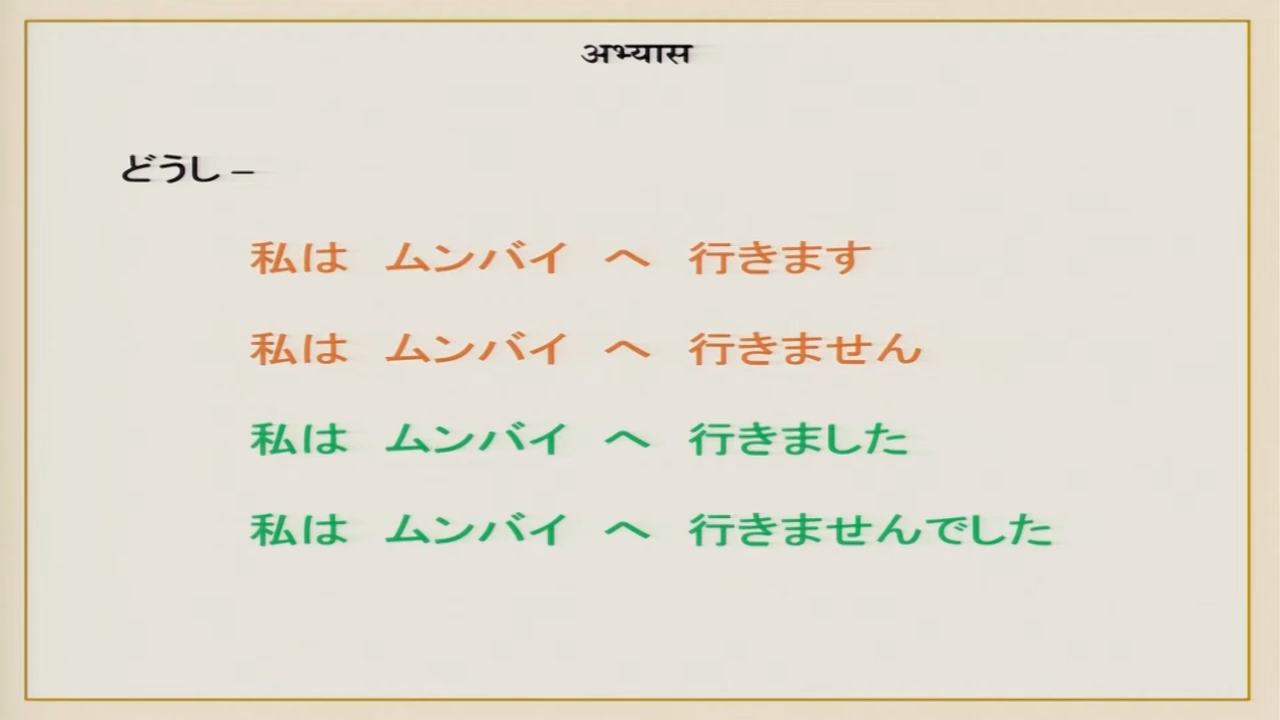 अभ्यास
どうし –
私は ムンバイ へ 行きます
私は ムンバイ へ 行きません
私は ムンバイ へ 行きました
私は ムンバイ へ 行きませんでした